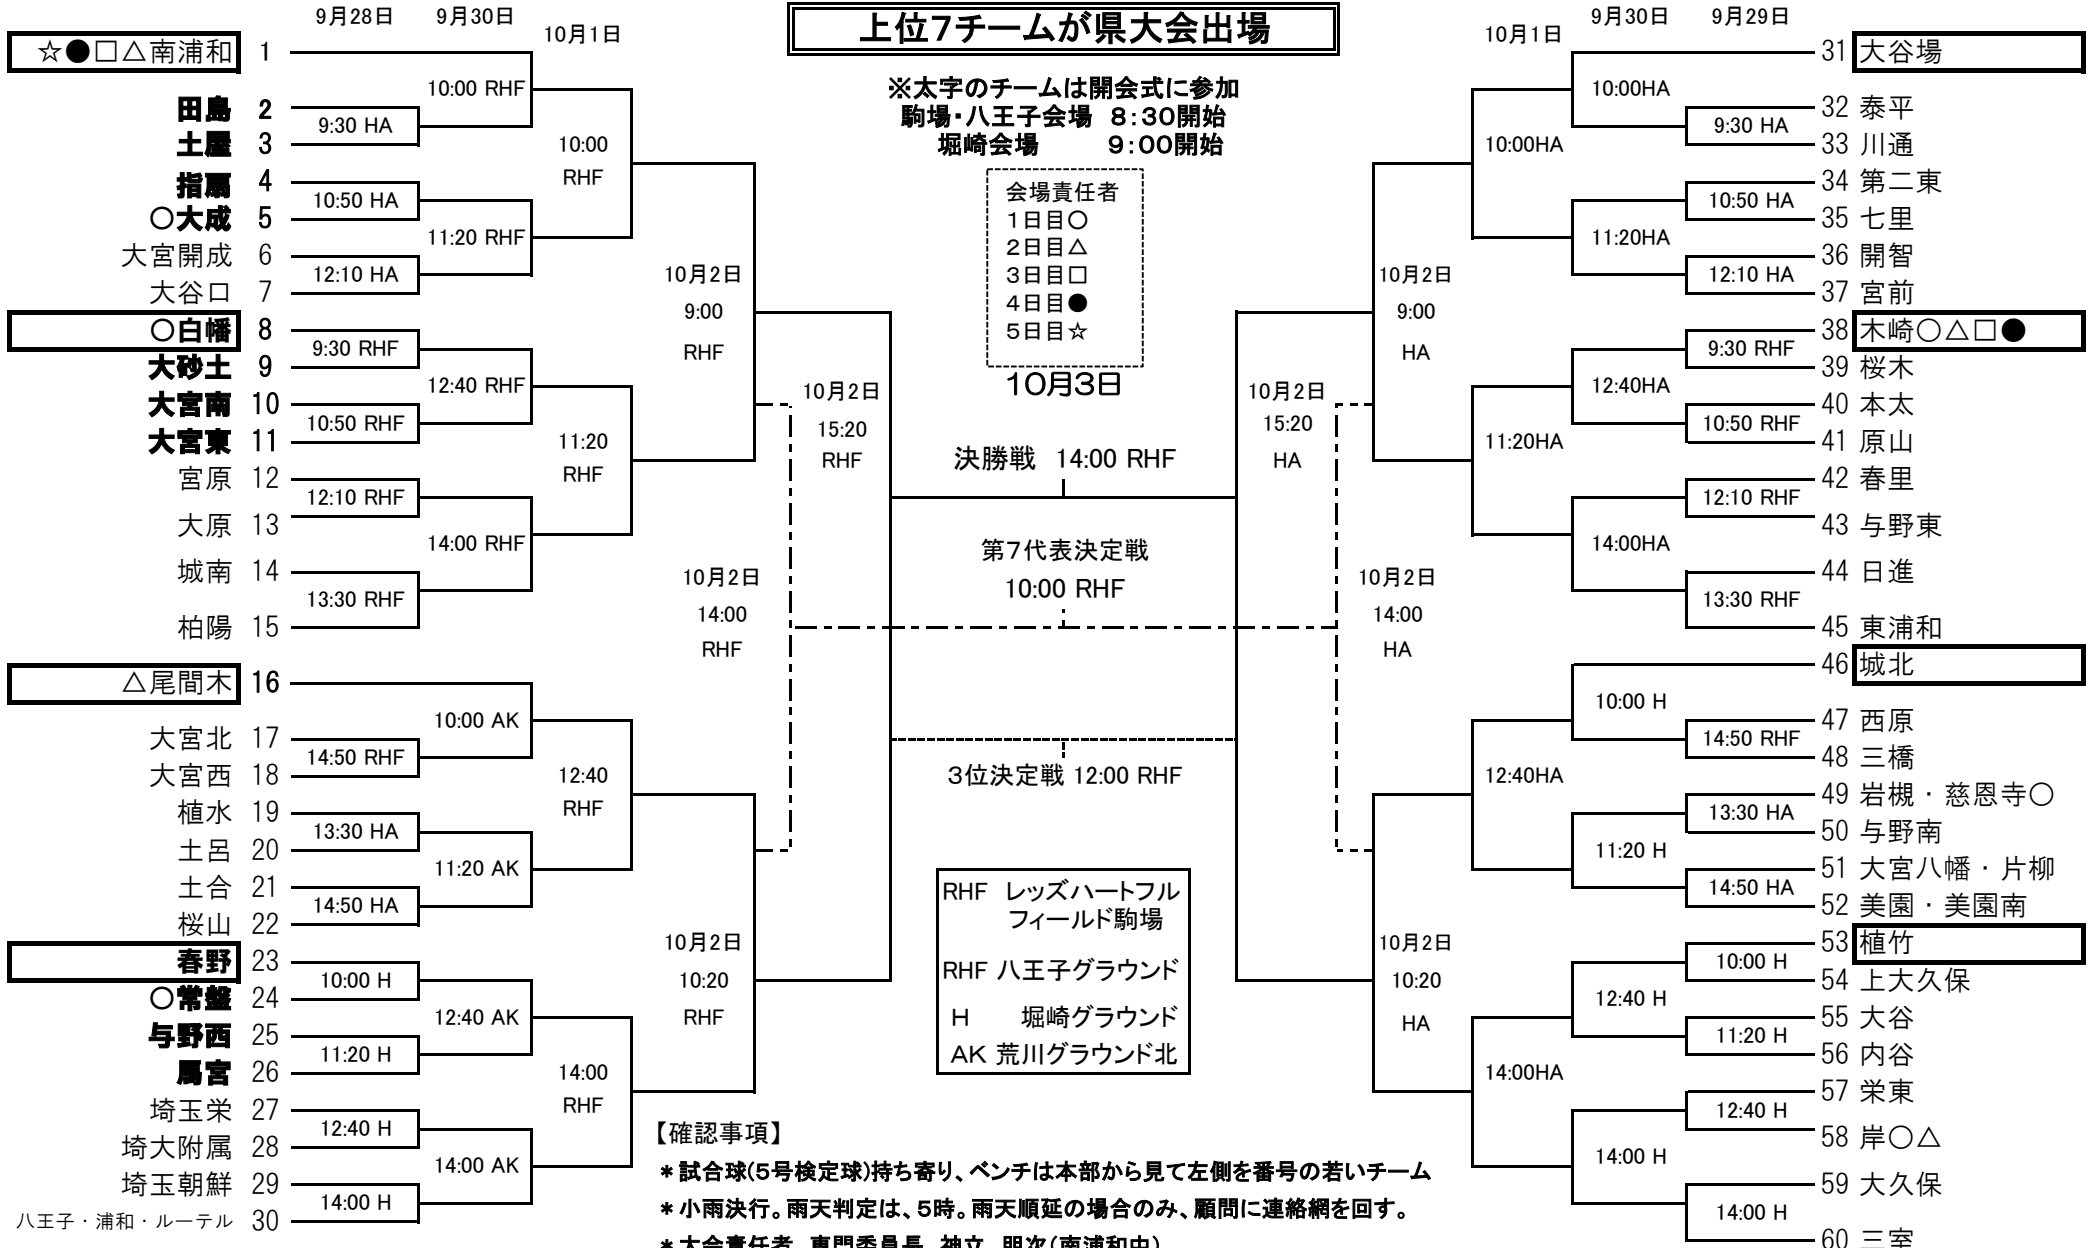 9月28日 9月30日 10月1日
上位7チームが県大会出場
10月1日 9月30日 9月29日
※太字のチームは開会式に参加
駒場・八王子会場 8:30開始
堀崎会場 9:00開始
会場責任者
1日目○
2日目△
3日目□
4日目●
5日目☆
10月3日
☆●□△南浦和 1
田島 2
土屋 3
指扇 4
○大成 5
大宮開成 6
大谷口 7
○白幡 8
大砂土 9
大宮南 10
大宮東 11
宮原 12
大原 13
城南 14
柏陽 15
△尾間木 16
大宮北 17
大宮西 18
植水 19
土呂 20
土合 21
桜山 22
春野 23
○常盤 24
与野西 25
馬宮 26
埼玉栄 27
埼大附属 28
埼玉朝鮮 29
八王子・浦和・ルーテル 30
9:30 HA
10:50 HA
12:10 HA
9:30 RHF
10:50 RHF
12:10 RHF
13:30 RHF
14:50 RHF
13:30 HA
14:50 HA
10:00 H
11:20 H
12:40 H
14:00 H
10:00 RHF
11:20 RHF
12:40 RHF
14:00 RHF
10:00 AK
11:20 AK
12:40 AK
14:00 AK
10:00
RHF
11:20
RHF
12:40
RHF
14:00
RHF
10月2日
9:00
RHF
10月2日
14:00
RHF
10月2日
10:20
RHF
10月2日
15:20
RHF
決勝戦 14:00 RHF
第7代表決定戦
10:00 RHF
3位決定戦 12:00 RHF
RHF レッズハートフル
フィールド駒場
RHF 八王子グラウンド
H 堀崎グラウンド
AK 荒川グラウンド北
10月2日
15:20
HA
10月2日
9:00
HA
10月2日
14:00
HA
10月2日
10:20
HA
10:00HA
11:20HA
12:40HA
14:00HA
10:00HA
11:20HA
12:40HA
14:00HA
10:00 H
11:20 H
12:40 H
14:00 H
9:30 HA
10:50 HA
12:10 HA
9:30 RHF
10:50 RHF
12:10 RHF
13:30 RHF
14:50 RHF
13:30 HA
14:50 HA
10:00 H
11:20 H
12:40 H
14:00 H
31 大谷場
32 泰平
33 川通
34 第二東
35 七里
36 開智
37 宮前
38 木崎○△□●
39 桜木
40 本太
41 原山
42 春里
43 与野東
44 日進
45 東浦和
46 城北
47 西原
48 三橋
49 岩槻・慈恩寺○
50 与野南
51 大宮八幡・片柳
52 美園・美園南
53 植竹
54 上大久保
55 大谷
56 内谷
57 栄東
58 岸○△
59 大久保
60 三室
【確認事項】
*試合球(5号検定球)持ち寄り、ベンチは本部から見て左側を番号の若いチーム
*小雨決行。雨天判定は、5時。雨天順延の場合のみ、顧問に連絡網を回す。
*大会責任者 専門委員長 神立 明次(南浦和中)